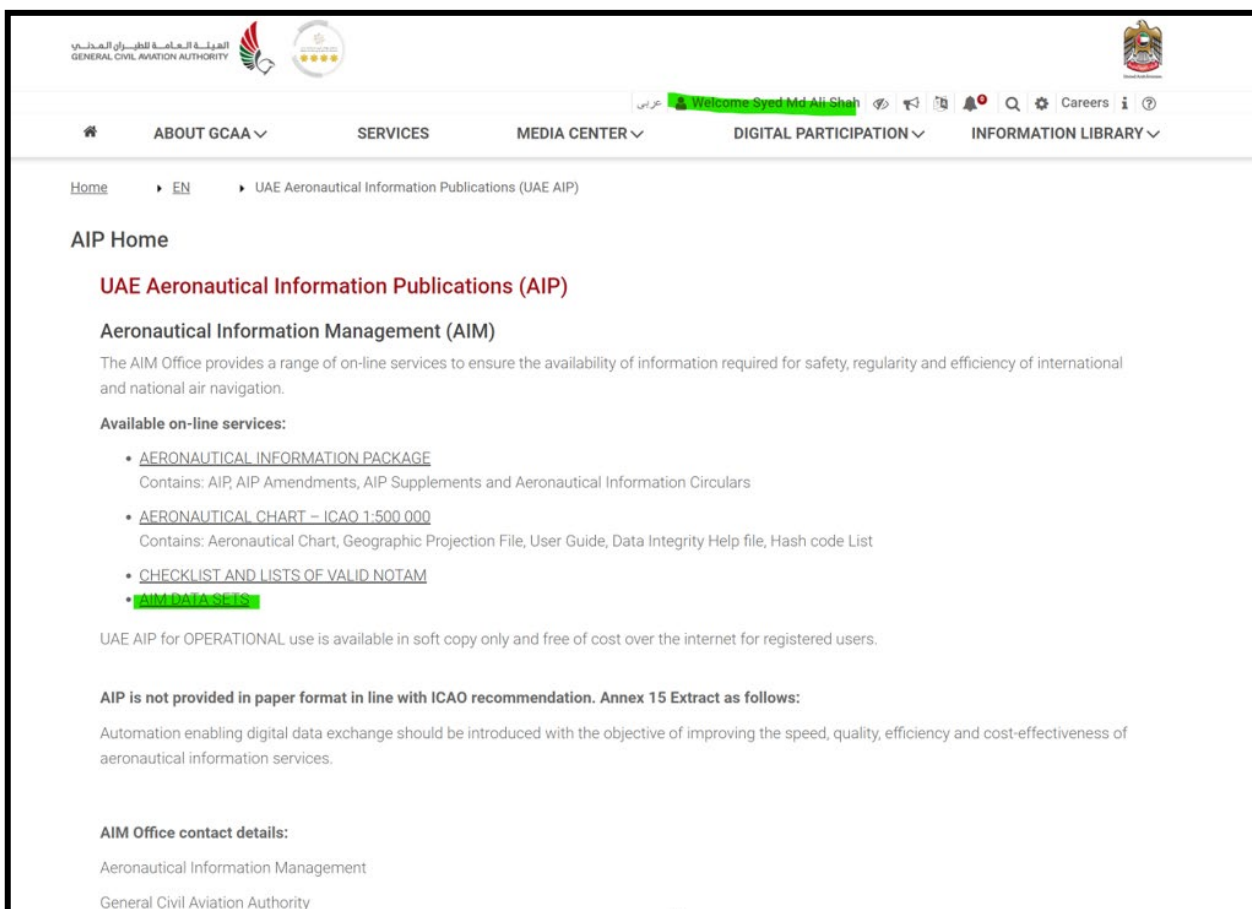 الهيئــة الـعــامــة للطيــــران الـمـدنــي
GENERAL CIVIL AVIATION AUTHORITY
عربي Welcome Syed Md Ali Shah 0 Careers
ABOUT GCAA SERVICES MEDIA CENTER DIGITAL PARTICIPATION INFORMATION LIBRARY
Home EN UAE Aeronautical Information Publications (UAE AIP)
AIP Home
UAE Aeronautical Information Publications (AIP)
Aeronautical Information Management (AIM)
The AIM Office provides a range of on-line services to ensure the availability of information required for safety, regularity and efficiency of international
and national air navigation.
Available on-line services:
• AERONAUTICAL INFORMATION PACKAGE
Contains: AIP, AIP Amendments, AIP Supplements and Aeronautical Information Circulars
• AERONAUTICAL CHART – ICAO 1:500 000
Contains: Aeronautical Chart, Geographic Projection File, User Guide, Data Integrity Help file, Hash code List
• CHECKLIST AND LISTS OF VALID NOTAM
• AIM DATA SETS
UAE AIP for OPERATIONAL use is available in soft copy only and free of cost over the internet for registered users.
AIP is not provided in paper format in line with ICAO recommendation. Annex 15 Extract as follows:
Automation enabling digital data exchange should be introduced with the objective of improving the speed, quality, efficiency and cost-effectiveness of
aeronautical information services.
AIM Office contact details:
Aeronautical Information Management
General Civil Aviation Authority